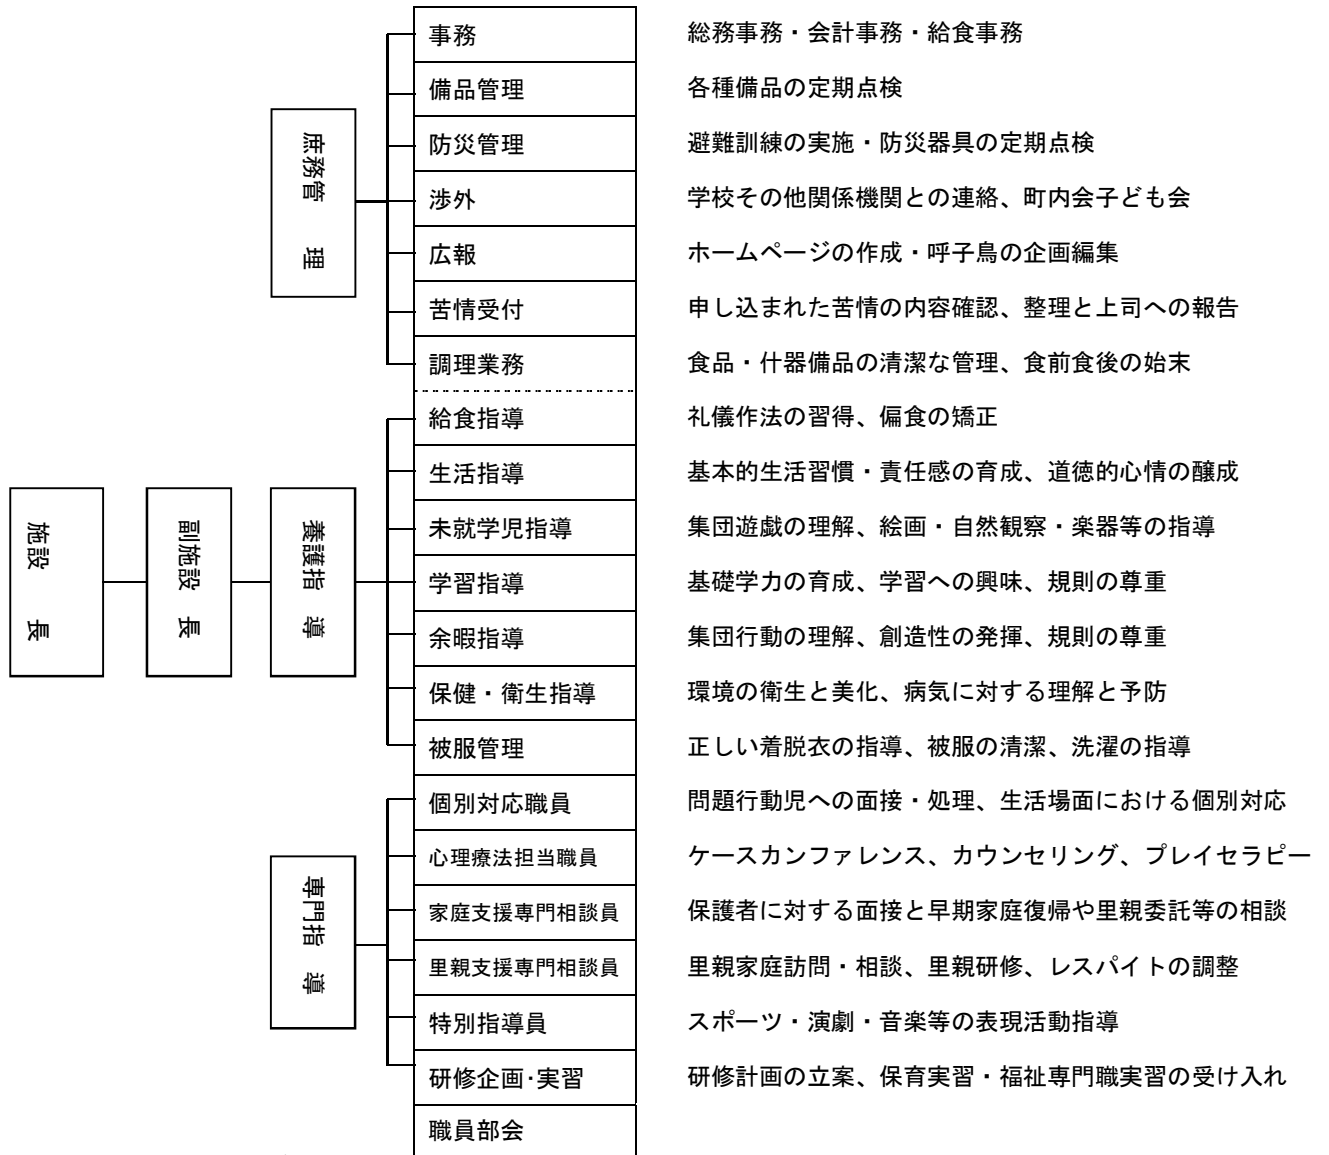 施設長
副施設長
庶務管理
事務 総務事務・会計事務・給食事務
備品管理 各種備品の定期点検
防災管理 避難訓練の実施・防災器具の定期点検
渉外 学校その他関係機関との連絡、町内会子ども会
広報 ホームページの作成・呼子鳥の企画編集
苦情受付 申し込まれた苦情の内容確認、整理と上司への報告
調理業務 食品・什器備品の清潔な管理、食前食後の始末
養護指導
給食指導 礼儀作法の習得、偏食の矯正
生活指導 基本的生活習慣・責任感の育成、道徳的心情の醸成
未就学児指導 集団遊戯の理解、絵画・自然観察・楽器等の指導
学習指導 基礎学力の育成、学習への興味、規則の尊重
余暇指導 集団行動の理解、創造性の発揮、規則の尊重
保健・衛生指導 環境の衛生と美化、病気に対する理解と予防
被服管理 正しい着脱衣の指導、被服の清潔、洗濯の指導
専門指導
個別対応職員 問題行動児への面接・処理、生活場面における個別対応
心理療法担当職員 ケースカンファレンス、カウンセリング、プレイセラピー
家庭支援専門相談員 保護者に対する面接と早期家庭復帰や里親委託等の相談
里親支援専門相談員 里親家庭訪問・相談、里親研修、レスパイトの調整
特別指導員 スポーツ・演劇・音楽等の表現活動指導
研修企画・実習 研修計画の立案、保育実習・福祉専門職実習の受け入れ
職員部会